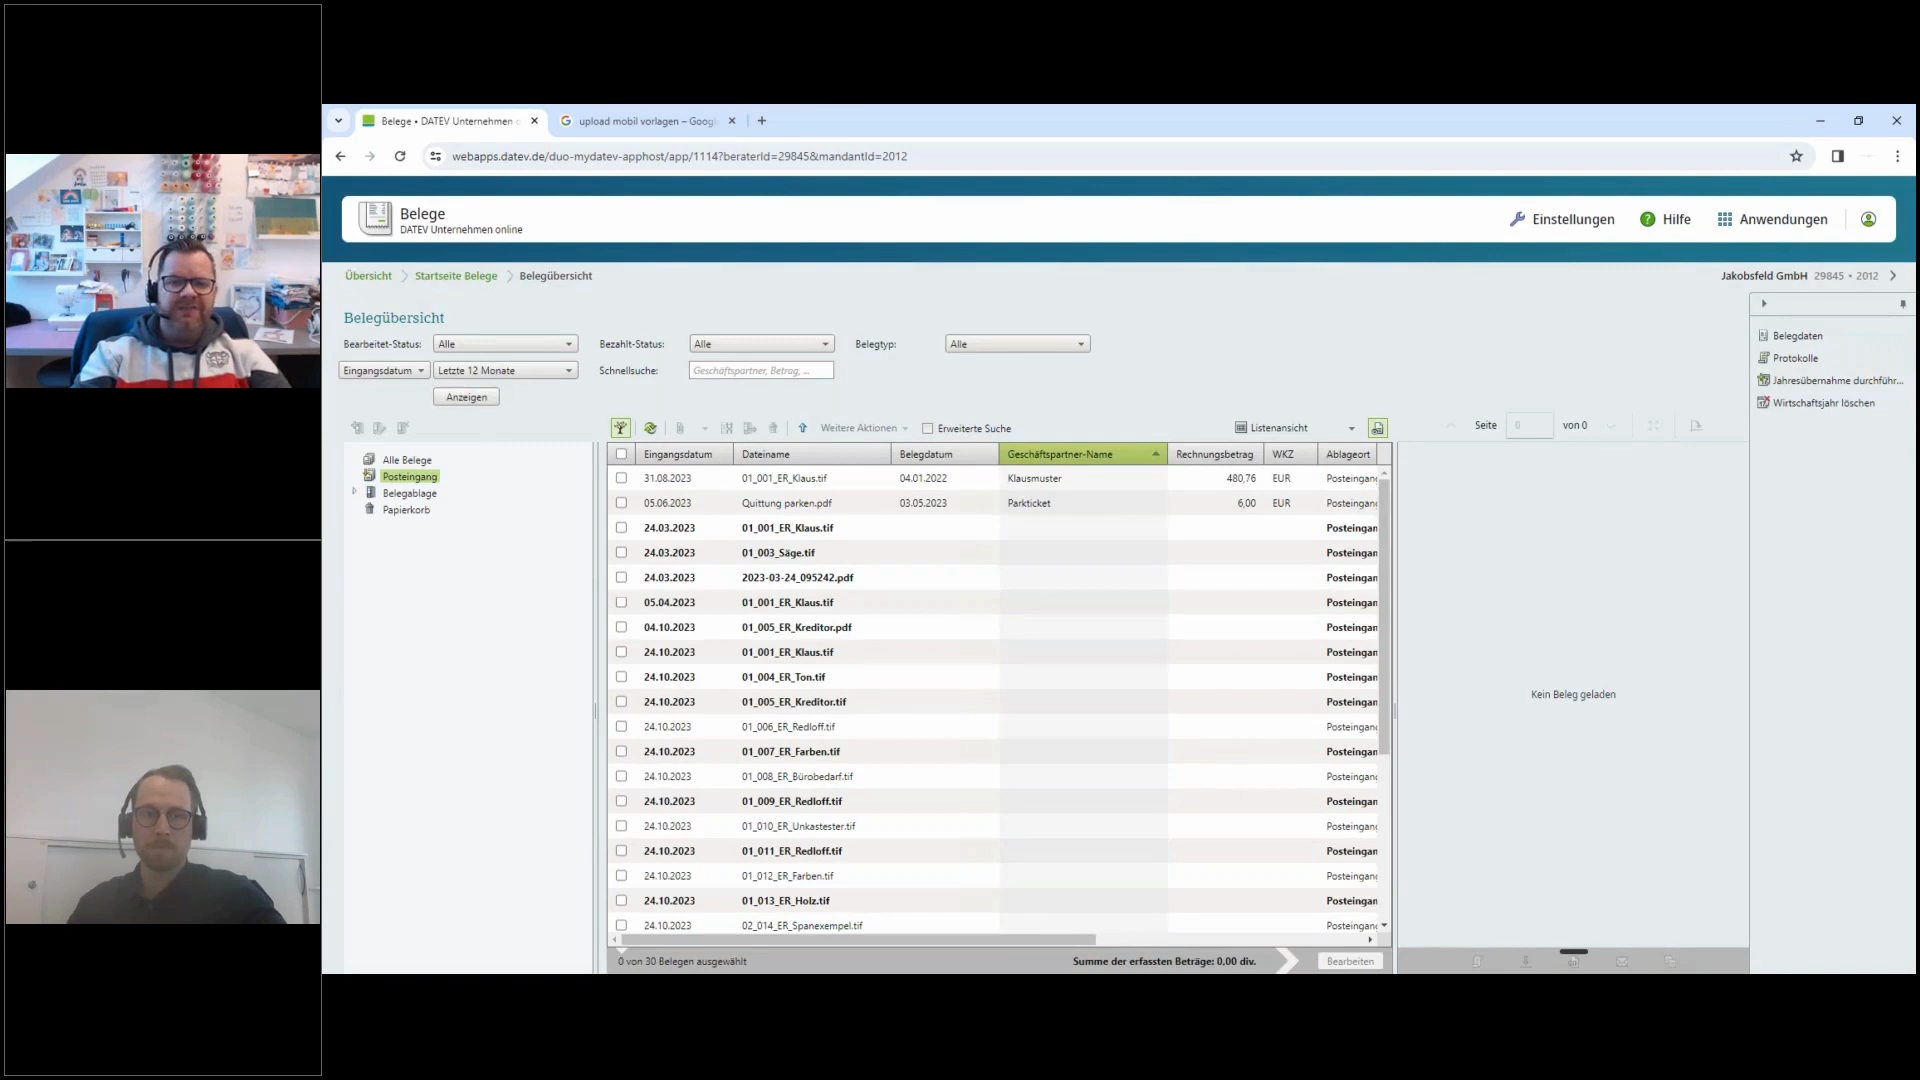 Belege • DATEV Unternehmen
upload mobil vorlagen – Googl
webapps.datev.de/duo-mydatev-apphost/app/1114?beraterId=29845&mandantId=2012
Belege
DATEV Unternehmen online
Einstellungen
Hilfe
Anwendungen
Übersicht
Startseite Belege
Belegübersicht
Jakobsfeld GmbH 29845 • 2012
Belegübersicht
Bearbeitet-Status: Alle
Bezahlt-Status: Alle
Belegtyp: Alle
Eingangsdatum Letzte 12 Monate
Schnellsuche: Geschäftspartner, Betrag, ...
Anzeigen
Weitere Aktionen
Erweiterte Suche
Listenansicht
Seite 0 von 0
Alle Belege
Posteingang
Belegablage
Papierkorb
Eingangsdatum Dateiname Belegdatum Geschäftspartner-Name Rechnungsbetrag WKZ Ablageort
31.08.2023 01_001_ER_Klaus.tif 04.01.2022 Klausmuster 480,76 EUR Posteingang
05.06.2023 Quittung parken.pdf 03.05.2023 Parkticket 6,00 EUR Posteingang
24.03.2023 01_001_ER_Klaus.tif Posteingan
24.03.2023 01_003_Säge.tif Posteingan
24.03.2023 2023-03-24_095242.pdf Posteingan
05.04.2023 01_001_ER_Klaus.tif Posteingan
04.10.2023 01_005_ER_Kreditor.pdf Posteingan
24.10.2023 01_001_ER_Klaus.tif Posteingan
24.10.2023 01_004_ER_Ton.tif Posteingan
24.10.2023 01_005_ER_Kreditor.tif Posteingan
24.10.2023 01_006_ER_Redloff.tif Posteingang
24.10.2023 01_007_ER_Farben.tif Posteingan
24.10.2023 01_008_ER_Bürobedarf.tif Posteingang
24.10.2023 01_009_ER_Redloff.tif Posteingan
24.10.2023 01_010_ER_Unkastester.tif Posteingang
24.10.2023 01_011_ER_Redloff.tif Posteingan
24.10.2023 01_012_ER_Farben.tif Posteingang
24.10.2023 01_013_ER_Holz.tif Posteingan
24.10.2023 02_014_ER_Spanexempel.tif Posteingang
0 von 30 Belegen ausgewählt
Summe der erfassten Beträge: 0,00 div.
Bearbeiten
Kein Beleg geladen
Belegdaten
Protokolle
Jahresübernahme durchführ...
Wirtschaftsjahr löschen